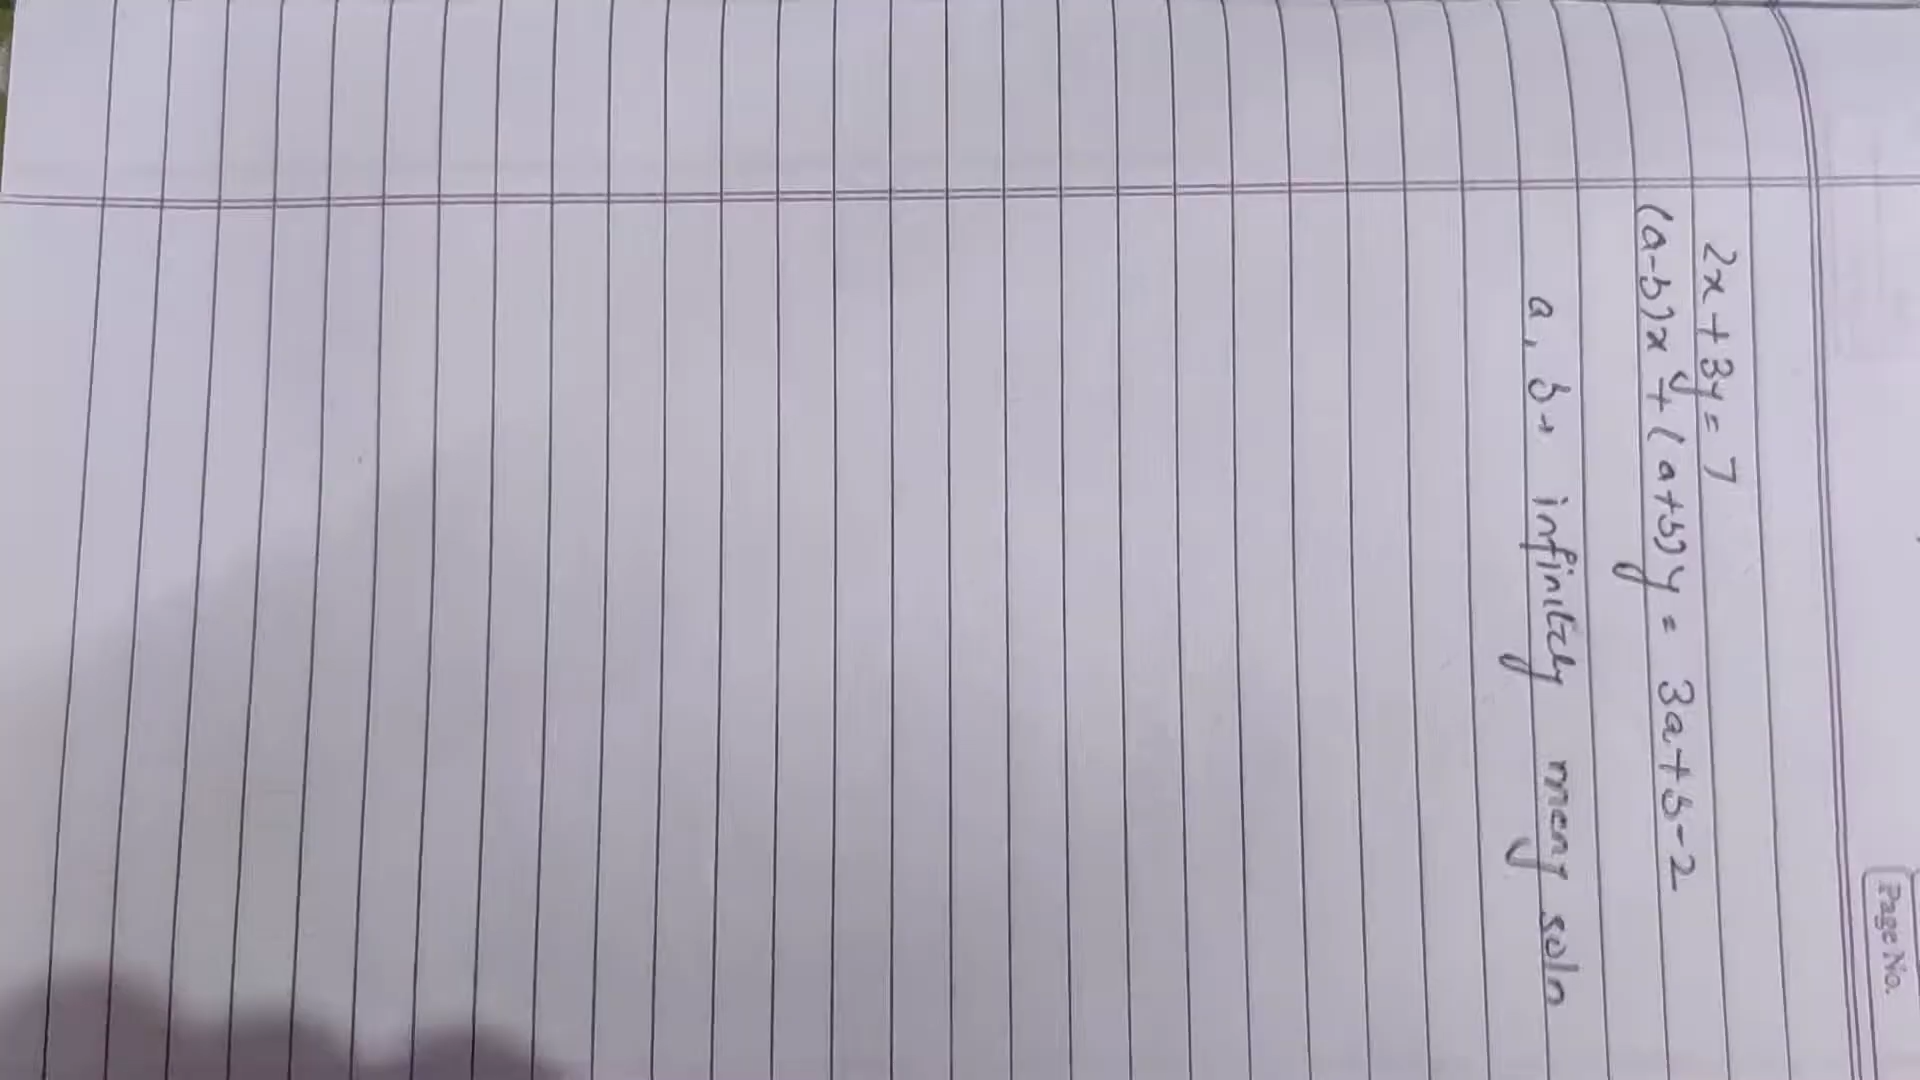 Page No.
2x + 3y = 7
(a-b)x + (a+b)y = 3a+b-2
a, b → infinitely many soln